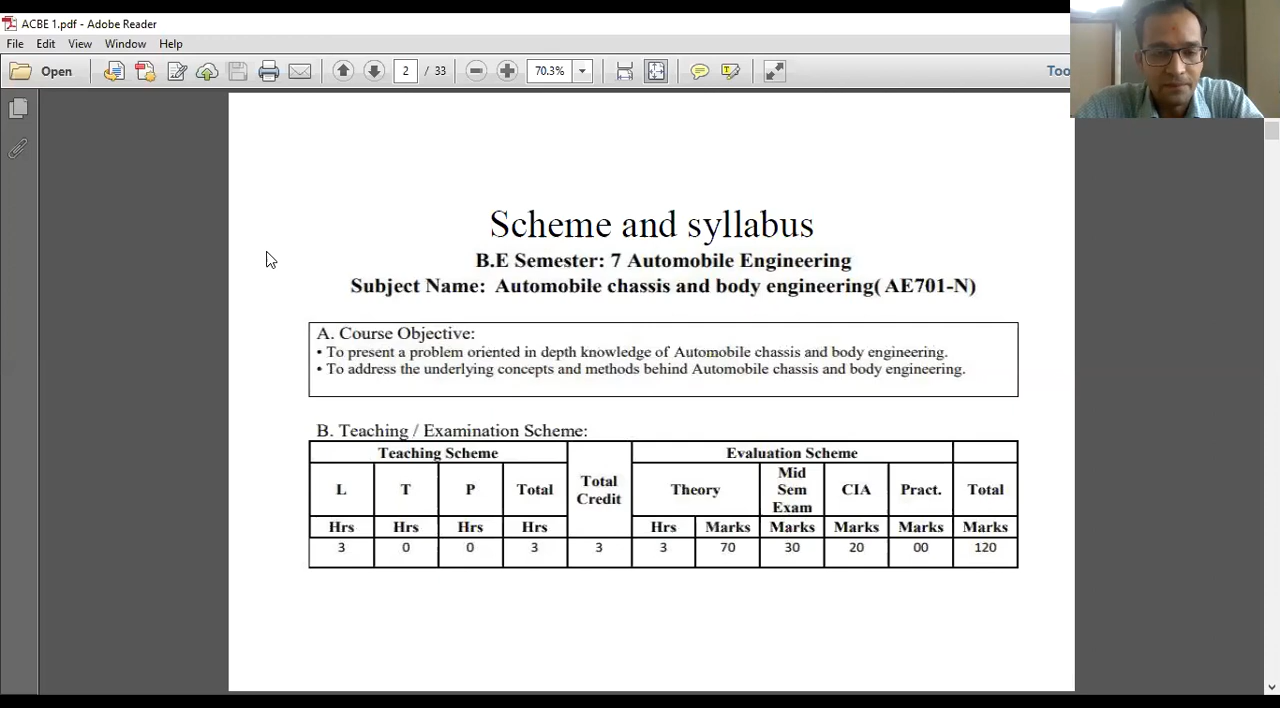 ACBE 1.pdf - Adobe Reader
File Edit View Window Help
Open 2 / 33 70.3%
Scheme and syllabus
B.E Semester: 7 Automobile Engineering
Subject Name: Automobile chassis and body engineering( AE701-N)
A. Course Objective:
• To present a problem oriented in depth knowledge of Automobile chassis and body engineering.
• To address the underlying concepts and methods behind Automobile chassis and body engineering.
B. Teaching / Examination Scheme:
Teaching Scheme Total Credit Evaluation Scheme
L T P Total Theory Mid Sem Exam CIA Pract. Total
Hrs Hrs Hrs Hrs Hrs Marks Marks Marks Marks Marks
3 0 0 3 3 3 70 30 20 00 120